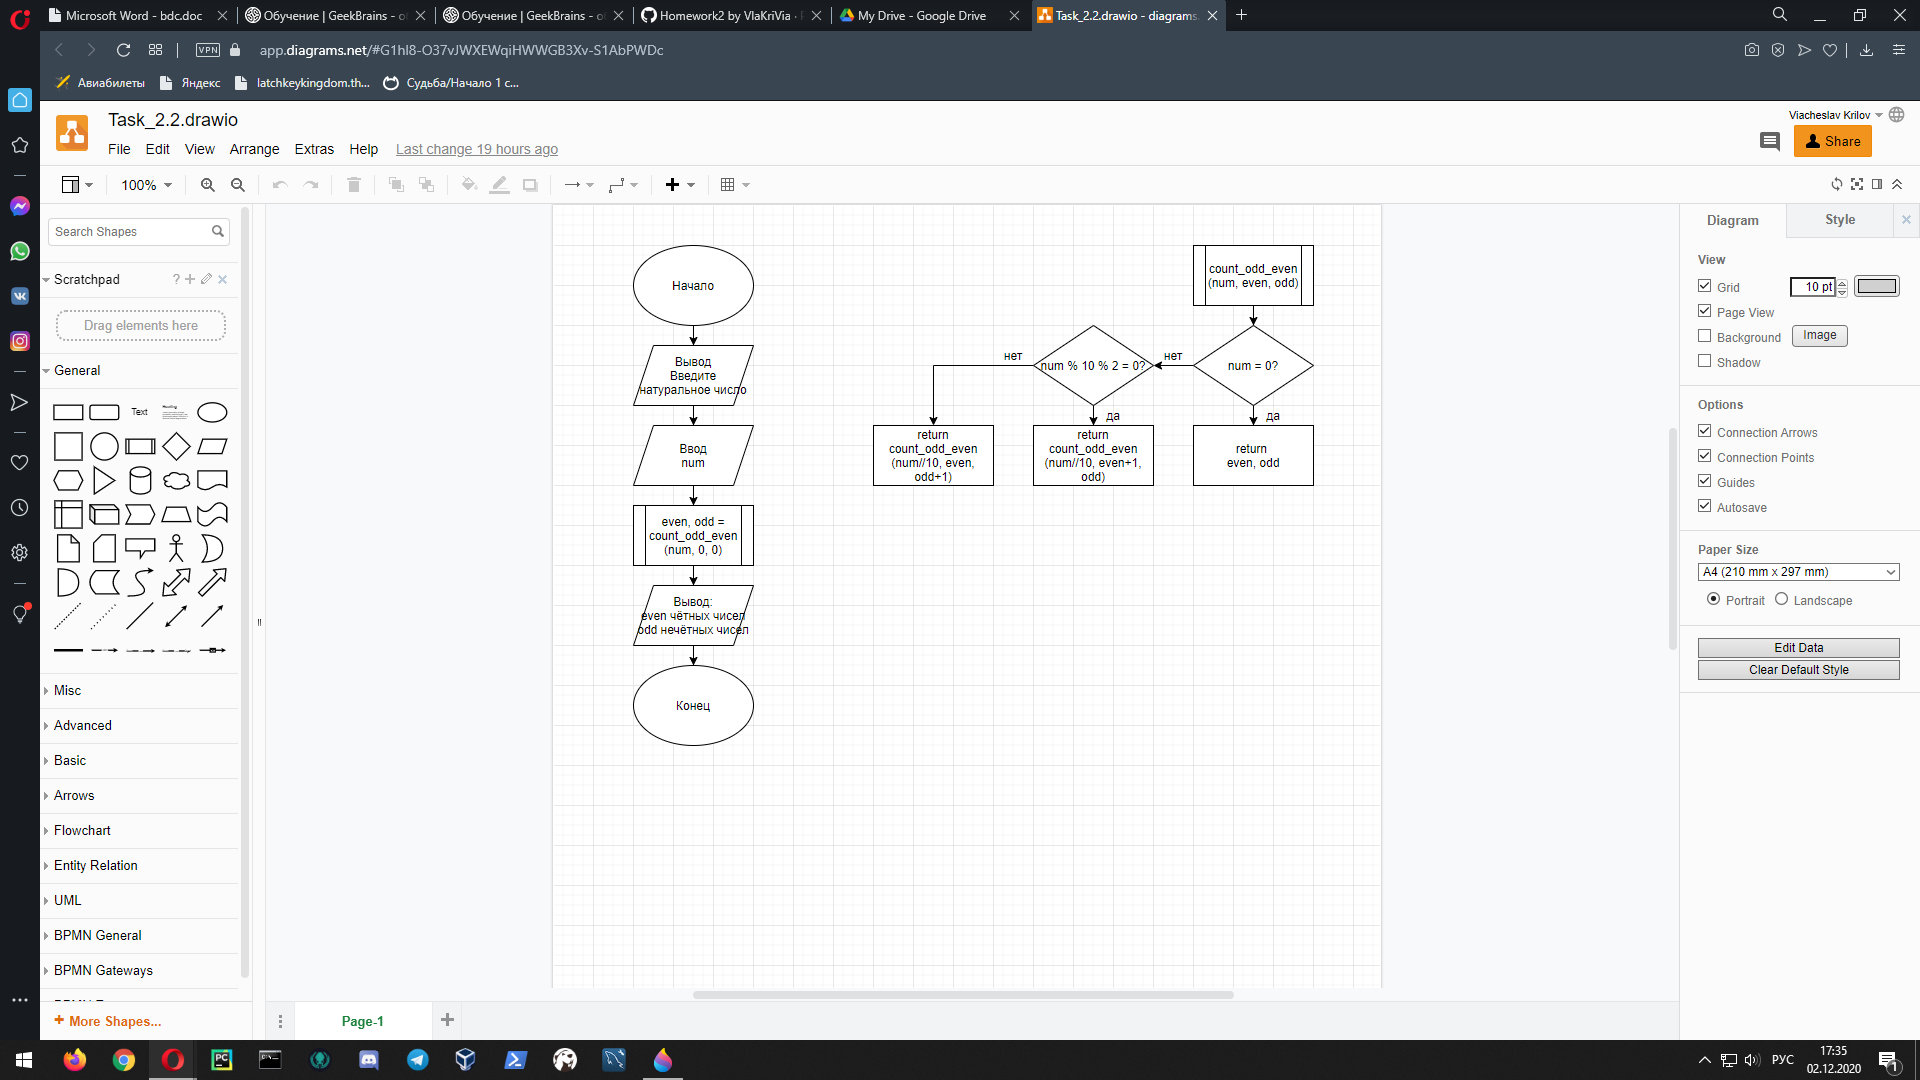 Microsoft Word - bdc.doc
Обучение | GeekBrains - о
Обучение | GeekBrains - о
Homework2 by VlaKriVia ·
My Drive - Google Drive
Task_2.2.drawio - diagrams.
VPN
app.diagrams.net/#G1hI8-O37vJWXEWqiHWWGB3Xv-S1AbPWDc
Авиабилеты
Яндекс
latchkeykingdom.th...
Судьба/Начало 1 с...
Task_2.2.drawio
Viacheslav Krilov
File
Edit
View
Arrange
Extras
Help
Last change 19 hours ago
Share
100%
Search Shapes
Scratchpad
?
Drag elements here
General
Text
Heading
Misc
Advanced
Basic
Arrows
Flowchart
Entity Relation
UML
BPMN General
BPMN Gateways
+ More Shapes...
Начало
Вывод
Введите
натуральное число
Ввод
num
even, odd =
count_odd_even
(num, 0, 0)
Вывод:
even чётных чисел
odd нечётных чисел
Конец
count_odd_even
(num, even, odd)
num = 0?
нет
num % 10 % 2 = 0?
нет
да
да
return
count_odd_even
(num//10, even,
odd+1)
return
count_odd_even
(num//10, even+1,
odd)
return
even, odd
Page-1
Diagram
Style
View
Grid
10 pt
Page View
Background
Image
Shadow
Options
Connection Arrows
Connection Points
Guides
Autosave
Paper Size
A4 (210 mm x 297 mm)
Portrait
Landscape
Edit Data
Clear Default Style
PC
РУС
17:35
02.12.2020
1